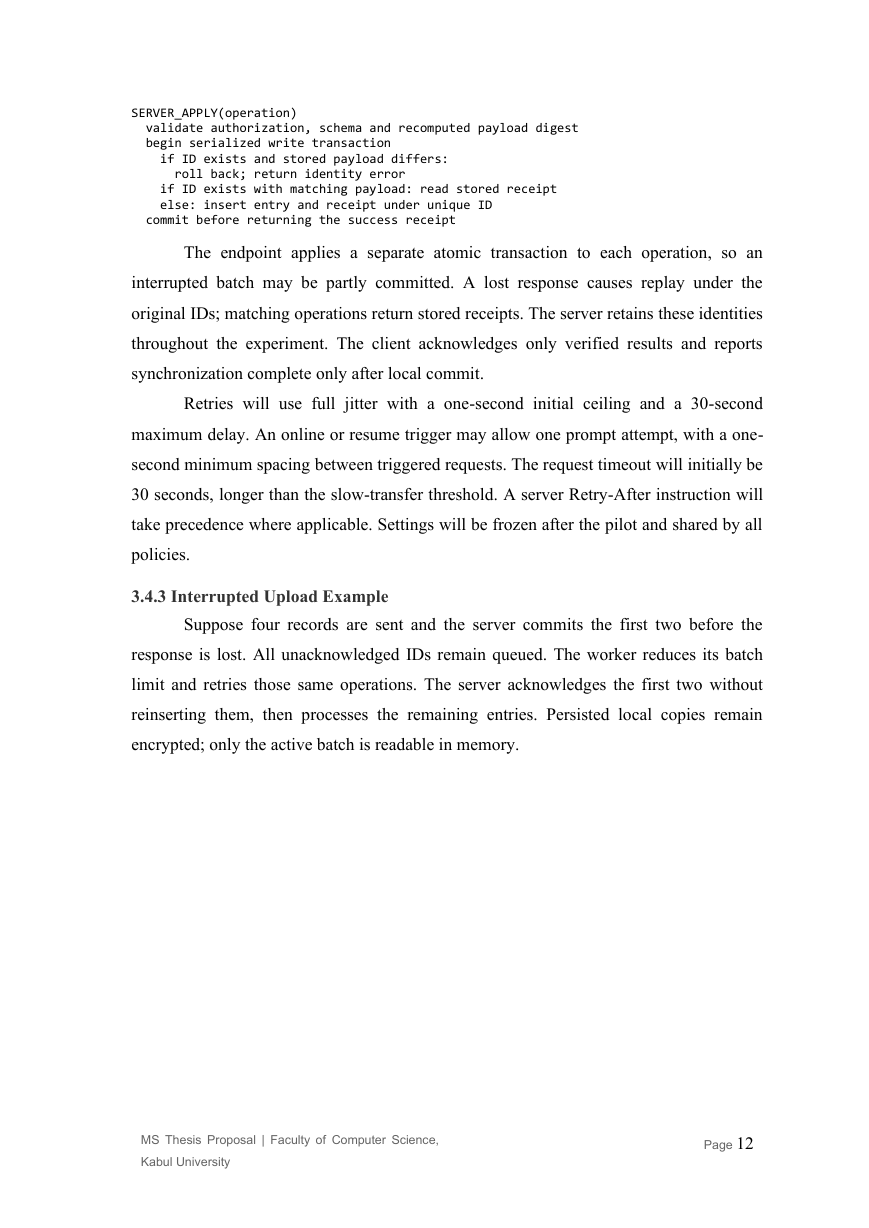 SERVER_APPLY(operation)
validate authorization, schema and recomputed payload digest
begin serialized write transaction
if ID exists and stored payload differs:
roll back; return identity error
if ID exists with matching payload: read stored receipt
else: insert entry and receipt under unique ID
commit before returning the success receipt
The endpoint applies a separate atomic transaction to each operation, so an
interrupted batch may be partly committed. A lost response causes replay under the
original IDs; matching operations return stored receipts. The server retains these identities
throughout the experiment. The client acknowledges only verified results and reports
synchronization complete only after local commit.
Retries will use full jitter with a one-second initial ceiling and a 30-second
maximum delay. An online or resume trigger may allow one prompt attempt, with a one-
second minimum spacing between triggered requests. The request timeout will initially be
30 seconds, longer than the slow-transfer threshold. A server Retry-After instruction will
take precedence where applicable. Settings will be frozen after the pilot and shared by all
policies.
3.4.3 Interrupted Upload Example
Suppose four records are sent and the server commits the first two before the
response is lost. All unacknowledged IDs remain queued. The worker reduces its batch
limit and retries those same operations. The server acknowledges the first two without
reinserting them, then processes the remaining entries. Persisted local copies remain
encrypted; only the active batch is readable in memory.
MS Thesis Proposal | Faculty of Computer Science,
Kabul University
Page 12